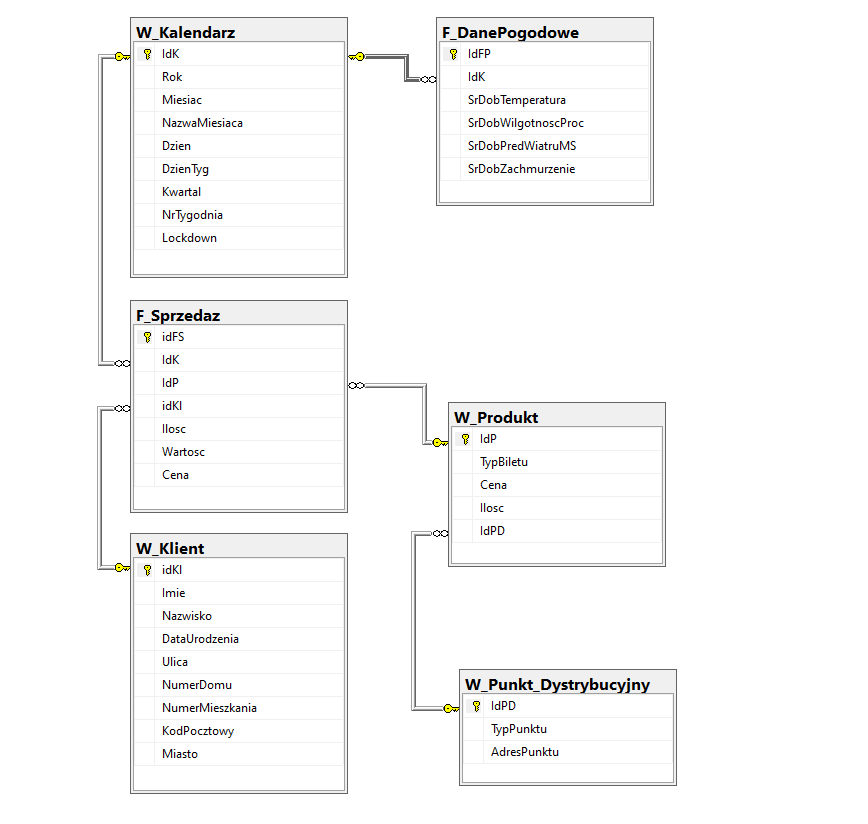 W_Kalendarz
IdK
Rok
Miesiac
NazwaMiesiaca
Dzien
DzienTyg
Kwartal
NrTygodnia
Lockdown
F_DanePogodowe
IdFP
IdK
SrDobTemperatura
SrDobWilgotnoscProc
SrDobPredWiatruMS
SrDobZachmurzenie
F_Sprzedaz
idFS
IdK
IdP
idKl
Ilosc
Wartosc
Cena
W_Produkt
IdP
TypBiletu
Cena
Ilosc
IdPD
W_Klient
idKl
Imie
Nazwisko
DataUrodzenia
Ulica
NumerDomu
NumerMieszkania
KodPocztowy
Miasto
W_Punkt_Dystrybucyjny
IdPD
TypPunktu
AdresPunktu